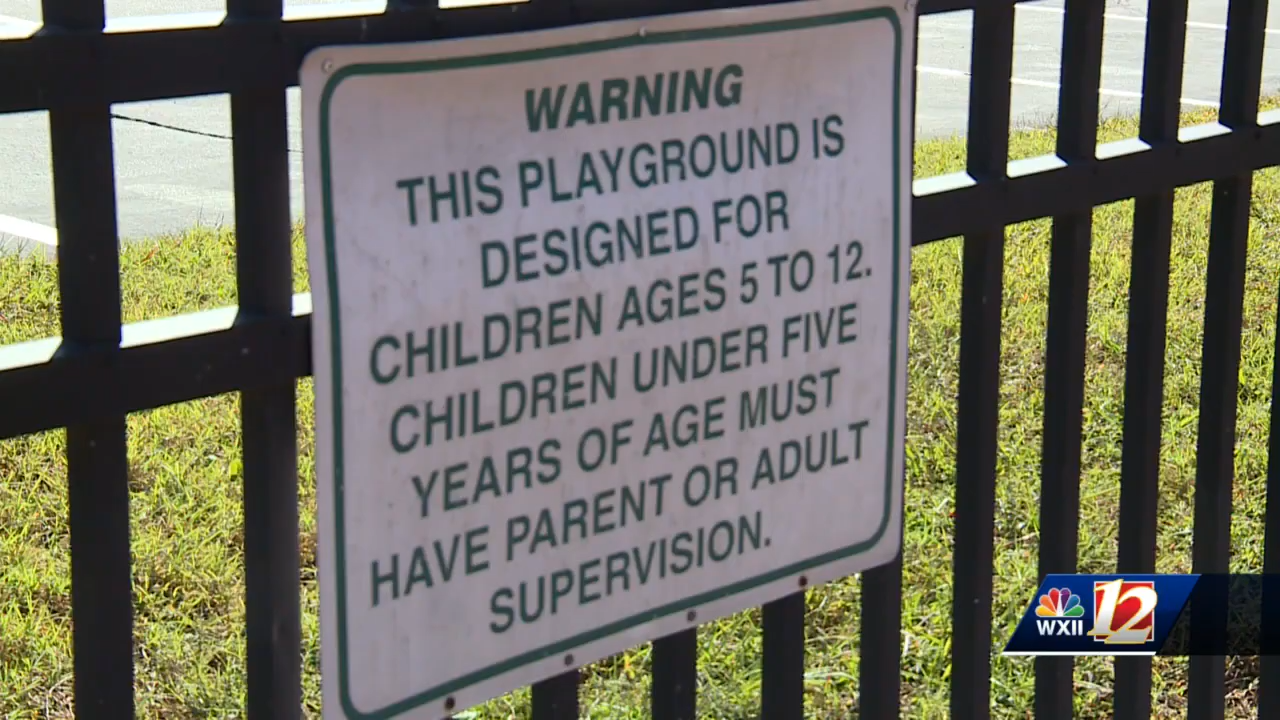 WARNING
THIS PLAYGROUND IS
DESIGNED FOR
CHILDREN AGES 5 TO 12.
CHILDREN UNDER FIVE
YEARS OF AGE MUST
HAVE PARENT OR ADULT
SUPERVISION.
WXII 12